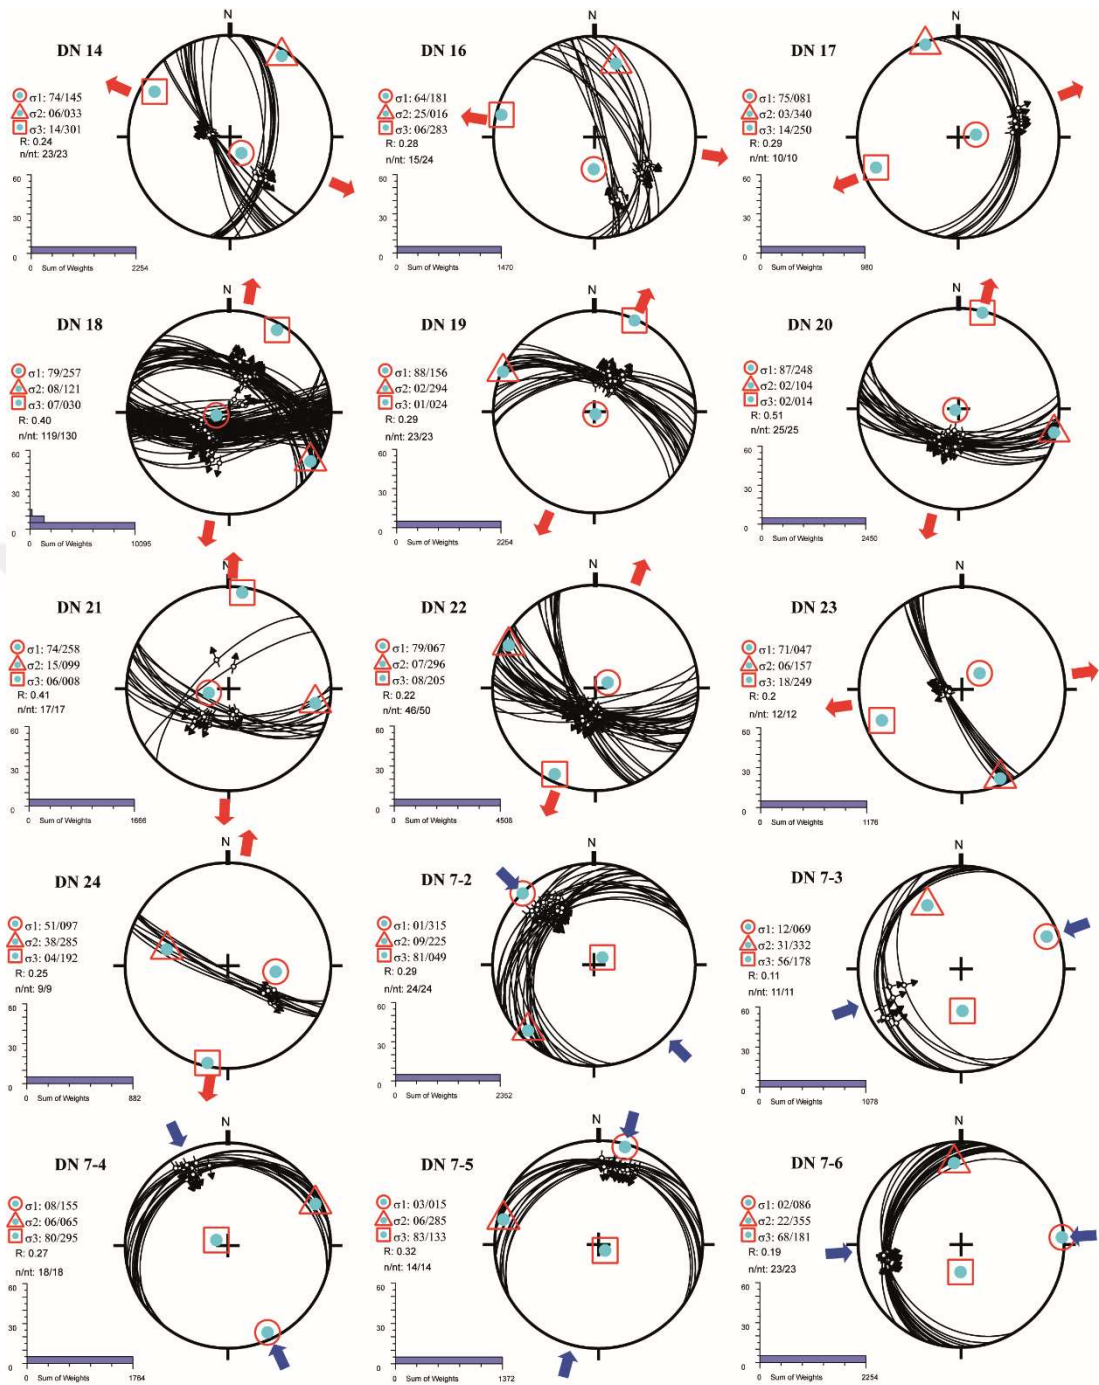 N
DN 14
σ1: 74/145
σ2: 06/033
σ3: 14/301
R: 0.24
n/nt: 23/23
60
30
0
0 Sum of Weights 2254
N
DN 16
σ1: 64/181
σ2: 25/016
σ3: 06/283
R: 0.28
n/nt: 15/24
60
30
0
0 Sum of Weights 1470
N
DN 17
σ1: 75/081
σ2: 03/340
σ3: 14/250
R: 0.29
n/nt: 10/10
60
30
0
0 Sum of Weights 980
N
DN 18
σ1: 79/257
σ2: 08/121
σ3: 07/030
R: 0.40
n/nt: 119/130
60
30
0
0 Sum of Weights 10095
N
DN 19
σ1: 88/156
σ2: 02/294
σ3: 01/024
R: 0.29
n/nt: 23/23
60
30
0
0 Sum of Weights 2254
N
DN 20
σ1: 87/248
σ2: 02/104
σ3: 02/014
R: 0.51
n/nt: 25/25
60
30
0
0 Sum of Weights 2450
N
DN 21
σ1: 74/258
σ2: 15/099
σ3: 06/008
R: 0.41
n/nt: 17/17
60
30
0
0 Sum of Weights 1666
N
DN 22
σ1: 79/067
σ2: 07/296
σ3: 08/205
R: 0.22
n/nt: 46/50
60
30
0
0 Sum of Weights 4508
N
DN 23
σ1: 71/047
σ2: 06/157
σ3: 18/249
R: 0.2
n/nt: 12/12
60
30
0
0 Sum of Weights 1176
N
DN 24
σ1: 51/097
σ2: 38/285
σ3: 04/192
R: 0.25
n/nt: 9/9
60
30
0
0 Sum of Weights 882
N
DN 7-2
σ1: 01/315
σ2: 09/225
σ3: 81/049
R: 0.29
n/nt: 24/24
60
30
0
0 Sum of Weights 2352
N
DN 7-3
σ1: 12/069
σ2: 31/332
σ3: 56/178
R: 0.11
n/nt: 11/11
60
30
0
0 Sum of Weights 1078
N
DN 7-4
σ1: 08/155
σ2: 06/065
σ3: 80/295
R: 0.27
n/nt: 18/18
60
30
0
0 Sum of Weights 1764
N
DN 7-5
σ1: 03/015
σ2: 06/285
σ3: 83/133
R: 0.32
n/nt: 14/14
60
30
0
0 Sum of Weights 1372
N
DN 7-6
σ1: 02/086
σ2: 22/355
σ3: 68/181
R: 0.19
n/nt: 23/23
60
30
0
0 Sum of Weights 2254